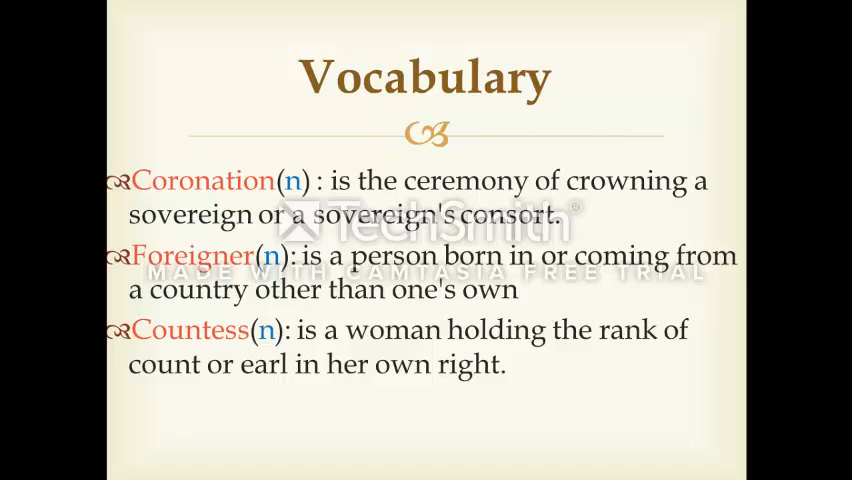 Vocabulary
Coronation(n) : is the ceremony of crowning a
sovereign or a sovereign's consort.
TechSmith®
Foreigner(n): is a person born in or coming from
MADE WITH CAMTASIA FREE TRIAL
a country other than one's own
Countess(n): is a woman holding the rank of
count or earl in her own right.